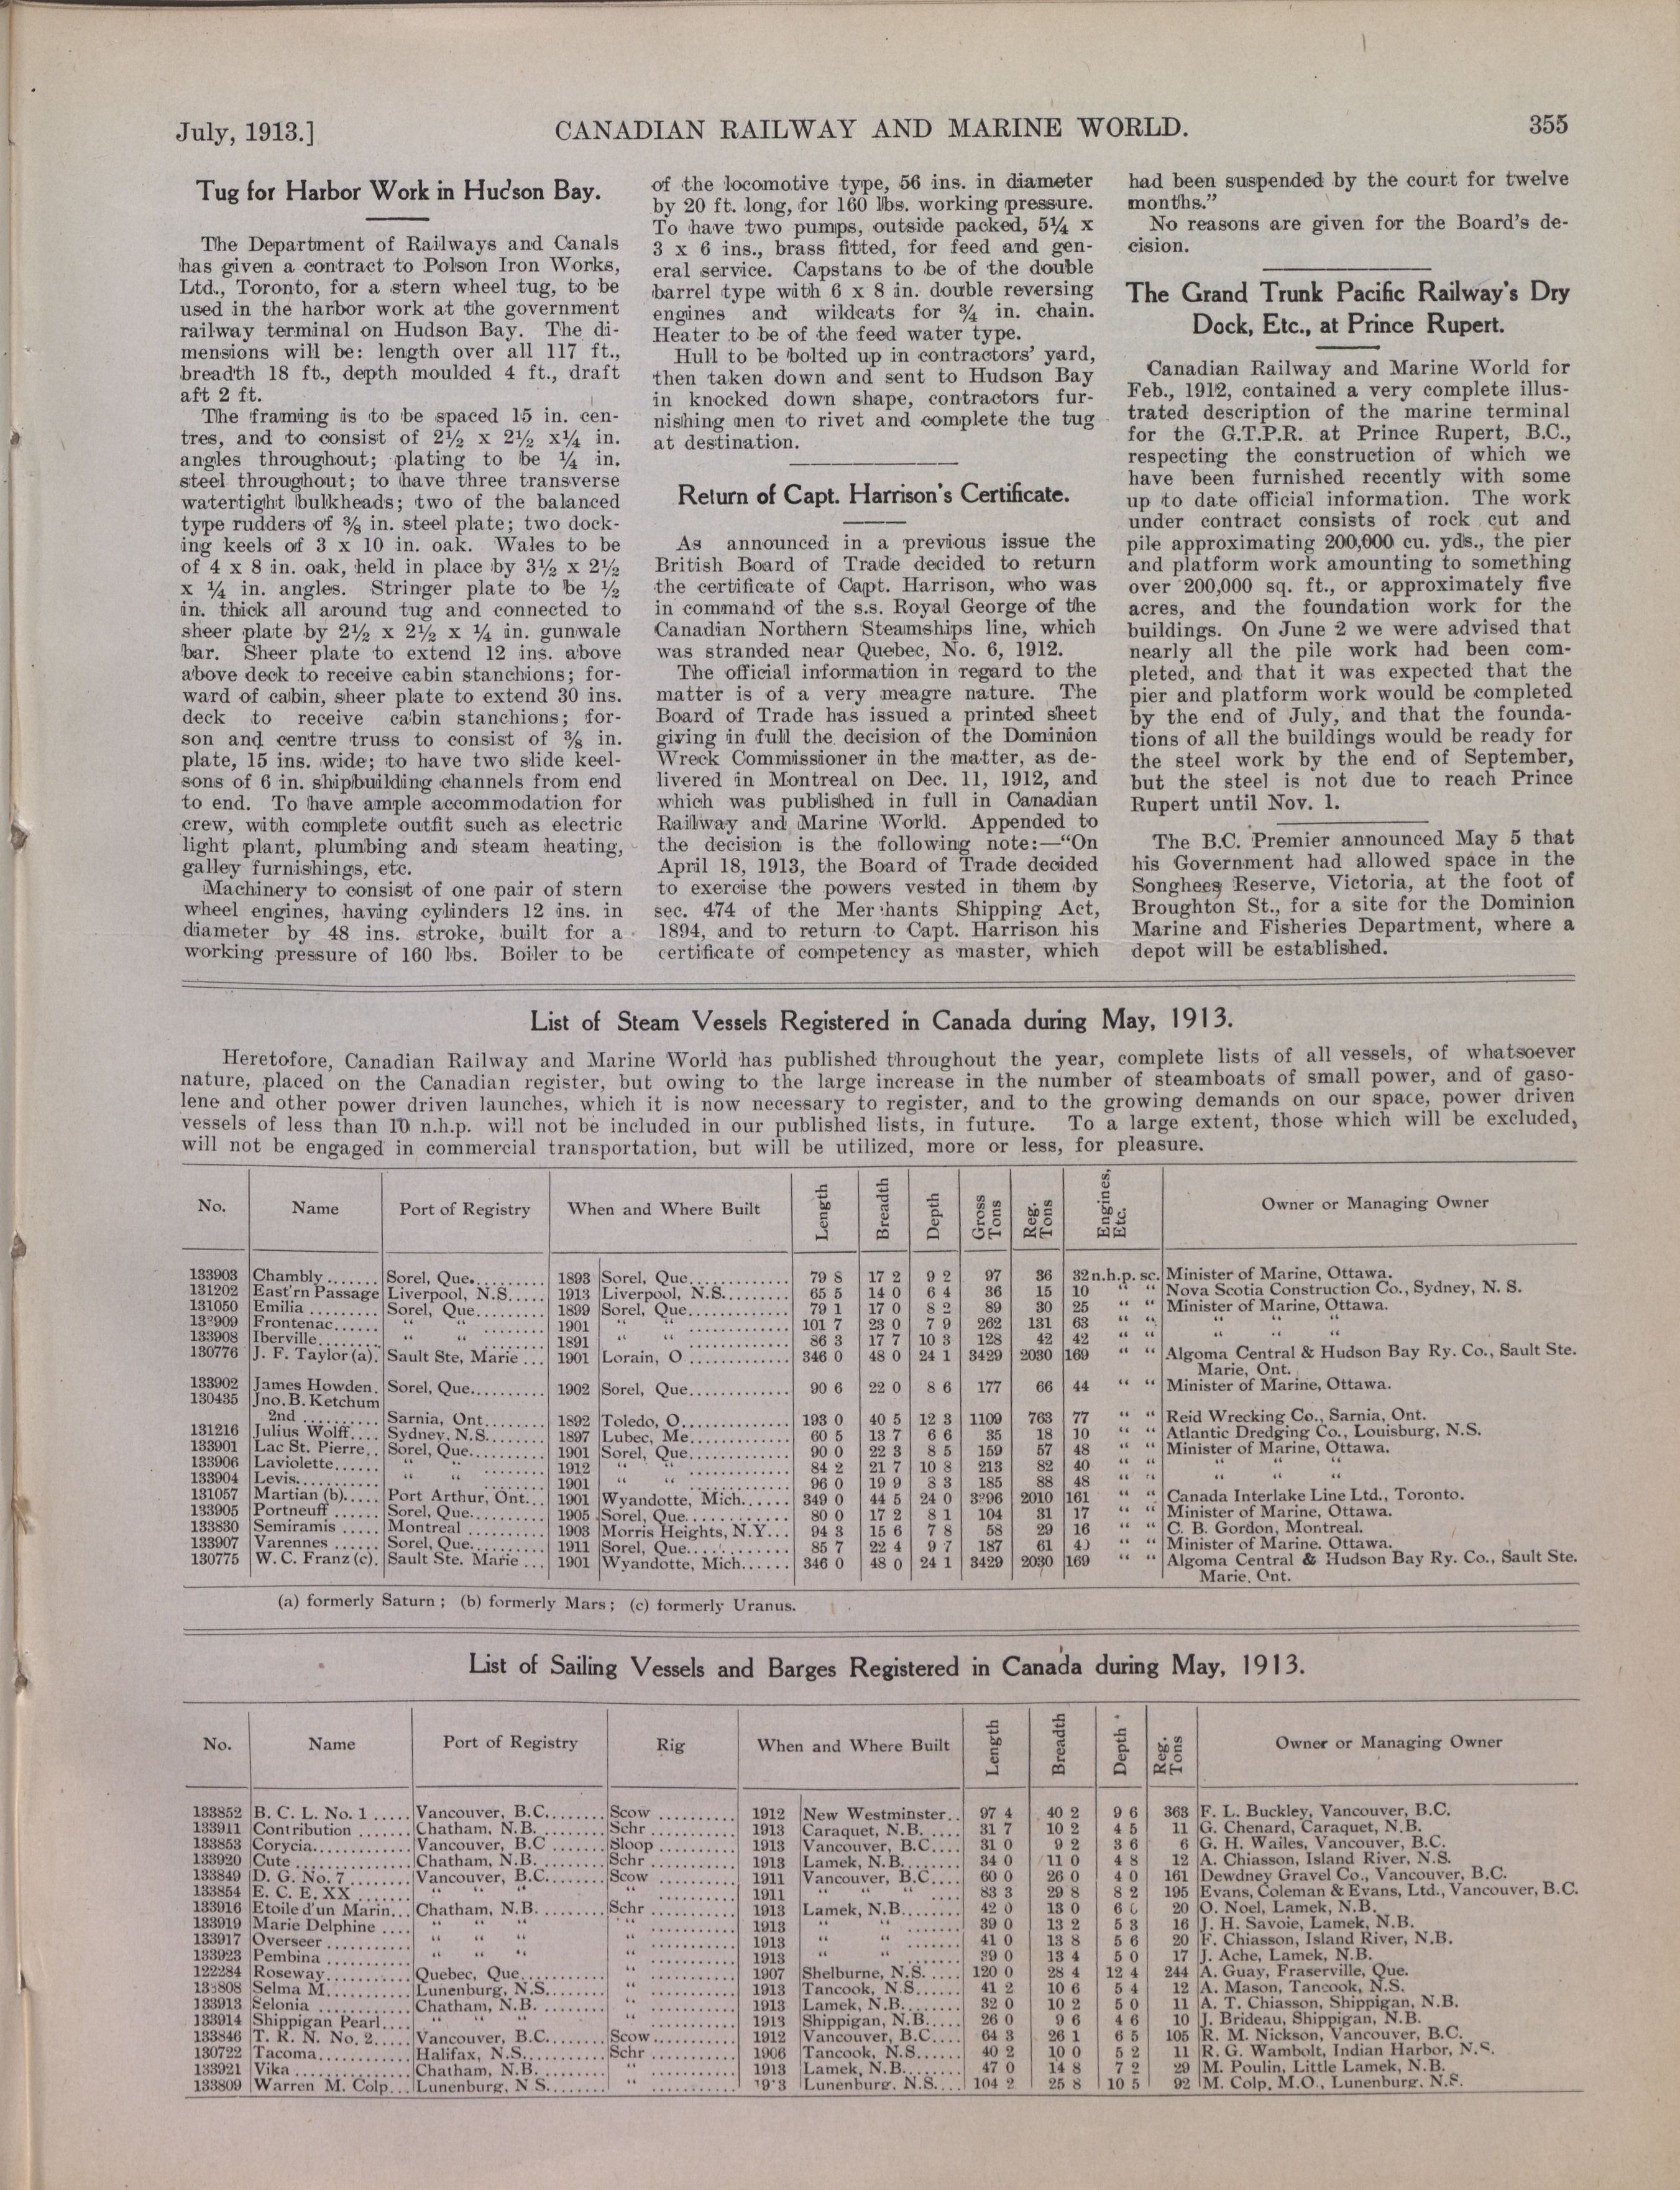 July, 1913.]
CANADIAN RAILWAY AND MARINE WORLD.
355
Tug for Harbor Work in Hudson Bay.
The Department of Railways and Canals
has given a contract to Polson Iron Works,
Ltd., Toronto, for a stern wheel tug, to be
used in the harbor work at the government
railway terminal on Hudson Bay. The di-
mensions will be: length over all 117 ft.,
breadth 18 ft., depth moulded 4 ft., draft
aft 2 ft.
The framing is to be spaced 15 in. cen-
tres, and to consist of 2½ x 2½ x¼ in.
angles throughout; plating to be ¼ in.
steel throughout; to have three transverse
watertight bulkheads; two of the balanced
type rudders of ⅜ in. steel plate; two dock-
ing keels of 3 x 10 in. oak. Wales to be
of 4 x 8 in. oak, held in place by 3½ x 2½
x ¼ in. angles. Stringer plate to be ½
in. thick all around tug and connected to
sheer plate by 2½ x 2½ x ¼ in. gunwale
bar. Sheer plate to extend 12 ins. above
above deck to receive cabin stanchions; for-
ward of cabin, sheer plate to extend 30 ins.
deck to receive cabin stanchions; for-
son and centre truss to consist of ⅜ in.
plate, 15 ins. wide; to have two slide keel-
sons of 6 in. shipbuilding channels from end
to end. To have ample accommodation for
crew, with complete outfit such as electric
light plant, plumbing and steam heating,
galley furnishings, etc.
Machinery to consist of one pair of stern
wheel engines, having cylinders 12 ins. in
diameter by 48 ins. stroke, built for a
working pressure of 160 lbs. Boiler to be
of the locomotive type, 56 ins. in diameter
by 20 ft. long, for 160 lbs. working pressure.
To have two pumps, outside packed, 5¼ x
3 x 6 ins., brass fitted, for feed and gen-
eral service. Capstans to be of the double
barrel type with 6 x 8 in. double reversing
engines and wildcats for ¾ in. chain.
Heater to be of the feed water type.
Hull to be bolted up in contractors' yard,
then taken down and sent to Hudson Bay
in knocked down shape, contractors fur-
nishing men to rivet and complete the tug
at destination.
Return of Capt. Harrison's Certificate.
As announced in a previous issue the
British Board of Trade decided to return
the certificate of Capt. Harrison, who was
in command of the s.s. Royal George of the
Canadian Northern Steamships line, which
was stranded near Quebec, No. 6, 1912.
The official information in regard to the
matter is of a very meagre nature. The
Board of Trade has issued a printed sheet
giving in full the decision of the Dominion
Wreck Commissioner in the matter, as de-
livered in Montreal on Dec. 11, 1912, and
which was published in full in Canadian
Railway and Marine World. Appended to
the decision is the following note:—"On
April 18, 1913, the Board of Trade decided
to exercise the powers vested in them by
sec. 474 of the Merchants Shipping Act,
1894, and to return to Capt. Harrison his
certificate of competency as master, which
had been suspended by the court for twelve
months."
No reasons are given for the Board's de-
cision.
The Grand Trunk Pacific Railway's Dry
Dock, Etc., at Prince Rupert.
Canadian Railway and Marine World for
Feb., 1912, contained a very complete illus-
trated description of the marine terminal
for the G.T.P.R. at Prince Rupert, B.C.,
respecting the construction of which we
have been furnished recently with some
up to date official information. The work
under contract consists of rock cut and
pile approximating 200,000 cu. yds., the pier
and platform work amounting to something
over 200,000 sq. ft., or approximately five
acres, and the foundation work for the
buildings. On June 2 we were advised that
nearly all the pile work had been com-
pleted, and that it was expected that the
pier and platform work would be completed
by the end of July, and that the founda-
tions of all the buildings would be ready for
the steel work by the end of September,
but the steel is not due to reach Prince
Rupert until Nov. 1.
The B.C. Premier announced May 5 that
his Government had allowed space in the
Songhees Reserve, Victoria, at the foot of
Broughton St., for a site for the Dominion
Marine and Fisheries Department, where a
depot will be established.
List of Steam Vessels Registered in Canada during May, 1913.
Heretofore, Canadian Railway and Marine World has published throughout the year, complete lists of all vessels, of whatsoever
nature, placed on the Canadian register, but owing to the large increase in the number of steamboats of small power, and of gaso-
lene and other power driven launches, which it is now necessary to register, and to the growing demands on our space, power driven
vessels of less than 10 n.h.p. will not be included in our published lists, in future. To a large extent, those which will be excluded,
will not be engaged in commercial transportation, but will be utilized, more or less, for pleasure.
No. Name Port of Registry When and Where Built Length Breadth Depth Gross Tons Reg. Tons Engines, Etc. Owner or Managing Owner
133903 Chambly....... Sorel, Que.......... 1893 Sorel, Que............. 79 8 17 2 9 2 97 36 32 n.h.p. sc. Minister of Marine, Ottawa.
131202 East'rn Passage Liverpool, N.S..... 1913 Liverpool, N.S......... 65 5 14 0 6 4 36 15 10 " " Nova Scotia Construction Co., Sydney, N. S.
131050 Emilia ......... Sorel, Que.......... 1899 Sorel, Que............. 79 1 17 0 8 2 89 30 25 " " Minister of Marine, Ottawa.
133909 Frontenac...... " " ........ 1901 " " ............. 101 7 23 0 7 9 262 131 63 " " " " "
133908 Iberville........ " " ........ 1891 " " ............. 86 3 17 7 10 3 128 42 42 " " " " "
130776 J. F. Taylor (a). Sault Ste, Marie ... 1901 Lorain, O ............. 346 0 48 0 24 1 3429 2030 169 " " Algoma Central & Hudson Bay Ry. Co., Sault Ste.
Marie, Ont.
133902 James Howden. Sorel, Que.......... 1902 Sorel, Que............. 90 6 22 0 8 6 177 66 44 " " Minister of Marine, Ottawa.
130435 Jno. B. Ketchum
2nd .......... Sarnia, Ont........ 1892 Toledo, O.............. 193 0 40 5 12 3 1109 763 77 " " Reid Wrecking Co., Sarnia, Ont.
131216 Julius Wolff.... Sydney, N.S........ 1897 Lubec, Me............. 60 5 13 7 6 6 35 18 10 " " Atlantic Dredging Co., Louisburg, N.S.
133901 Lac St. Pierre.. Sorel, Que.......... 1901 Sorel, Que............. 90 0 22 3 8 5 159 57 48 " " Minister of Marine, Ottawa.
133906 Laviolette...... " " ........ 1912 " " ............. 84 2 21 7 10 8 213 82 40 " " " " "
133904 Levis........... " " ........ 1901 " " ............. 96 0 19 9 8 3 185 88 48 " " " " "
131057 Martian (b)..... Port Arthur, Ont... 1901 Wyandotte, Mich...... 349 0 44 5 24 0 3296 2010 161 " " Canada Interlake Line Ltd., Toronto.
133905 Portneuff ...... Sorel, Que.......... 1905 Sorel, Que............. 80 0 17 2 8 1 104 31 17 " " Minister of Marine, Ottawa.
133830 Semiramis ..... Montreal .......... 1903 Morris Heights, N.Y... 94 3 15 6 7 8 58 29 16 " " C. B. Gordon, Montreal.
133907 Varennes ...... Sorel, Que.......... 1911 Sorel, Que............. 85 7 22 4 9 7 187 61 40 " " Minister of Marine. Ottawa.
130775 W. C. Franz (c). Sault Ste. Marie ... 1901 Wyandotte, Mich...... 346 0 48 0 24 1 3429 2030 169 " " Algoma Central & Hudson Bay Ry. Co., Sault Ste.
Marie. Ont.
(a) formerly Saturn; (b) formerly Mars; (c) formerly Uranus.
List of Sailing Vessels and Barges Registered in Canada during May, 1913.
No. Name Port of Registry Rig When and Where Built Length Breadth Depth Reg. Tons Owner or Managing Owner
133852 B. C. L. No. 1 ..... Vancouver, B.C........ Scow .......... 1912 New Westminster.. 97 4 40 2 9 6 363 F. L. Buckley, Vancouver, B.C.
133911 Contribution ....... Chatham, N.B. ........ Schr ........... 1913 Caraquet, N.B. .... 31 7 10 2 4 5 11 G. Chenard, Caraquet, N.B.
133853 Corycia............. Vancouver, B.C ....... Sloop .......... 1913 Vancouver, B.C.... 31 0 9 2 3 6 6 G. H. Wailes, Vancouver, B.C.
133920 Cute ............... Chatham, N.B. ........ Schr ........... 1913 Lamek, N.B........ 34 0 11 0 4 8 12 A. Chiasson, Island River, N.S.
133849 D. G. No. 7 ........ Vancouver, B.C........ Scow ........... 1911 Vancouver, B.C.... 60 0 26 0 4 0 161 Dewdney Gravel Co., Vancouver, B.C.
133854 E. C. E. XX ....... " " " " ........... 1911 " " " .... 83 3 29 8 8 2 195 Evans, Coleman & Evans, Ltd., Vancouver, B.C.
133916 Etoile d'un Marin... Chatham, N.B. ........ Schr ........... 1913 Lamek, N.B........ 42 0 13 0 6 20 O. Noel, Lamek, N.B.
133919 Marie Delphine .... " " " " ........... 1913 " " ....... 39 0 13 2 5 3 16 J. H. Savoie, Lamek, N.B.
133917 Overseer ........... " " " " ........... 1913 " " ....... 41 0 13 8 5 6 20 F. Chiasson, Island River, N.B.
133923 Pembina ........... " " " " ........... 1913 " " ....... 39 0 13 4 5 0 17 J. Ache, Lamek, N.B.
122284 Roseway............ Quebec, Que........... " ........... 1907 Shelburne, N.S. .... 120 0 28 4 12 4 244 A. Guay, Fraserville, Que.
133808 Selma M............ Lunenburg, N.S........ " ........... 1913 Tancook, N.S...... 41 2 10 6 5 4 12 A. Mason, Tancook, N.S.
133913 Selonia ............ Chatham, N.B. ........ " ........... 1913 Lamek, N.B........ 32 0 10 2 5 0 11 A. T. Chiasson, Shippigan, N.B.
133914 Shippigan Pearl.... " " " " ........... 1913 Shippigan, N.B..... 26 0 9 6 4 6 10 J. Brideau, Shippigan, N.B.
133846 T. R. N. No. 2..... Vancouver, B.C........ Scow........... 1912 Vancouver, B.C.... 64 3 26 1 6 5 105 R. M. Nickson, Vancouver, B.C.
130722 Tacoma............ Halifax, N.S........... Schr ........... 1906 Tancook, N.S...... 40 2 10 0 5 2 11 R. G. Wambolt, Indian Harbor, N.S.
133921 Vika ............... Chatham, N.B. ........ " ........... 1913 Lamek, N.B........ 47 0 14 8 7 2 29 M. Poulin, Little Lamek, N.B.
133809 Warren M. Colp... Lunenburg, N S........ " ........... 1913 Lunenburg. N.S.... 104 2 25 8 10 5 92 M. Colp, M.O., Lunenburg. N.S.